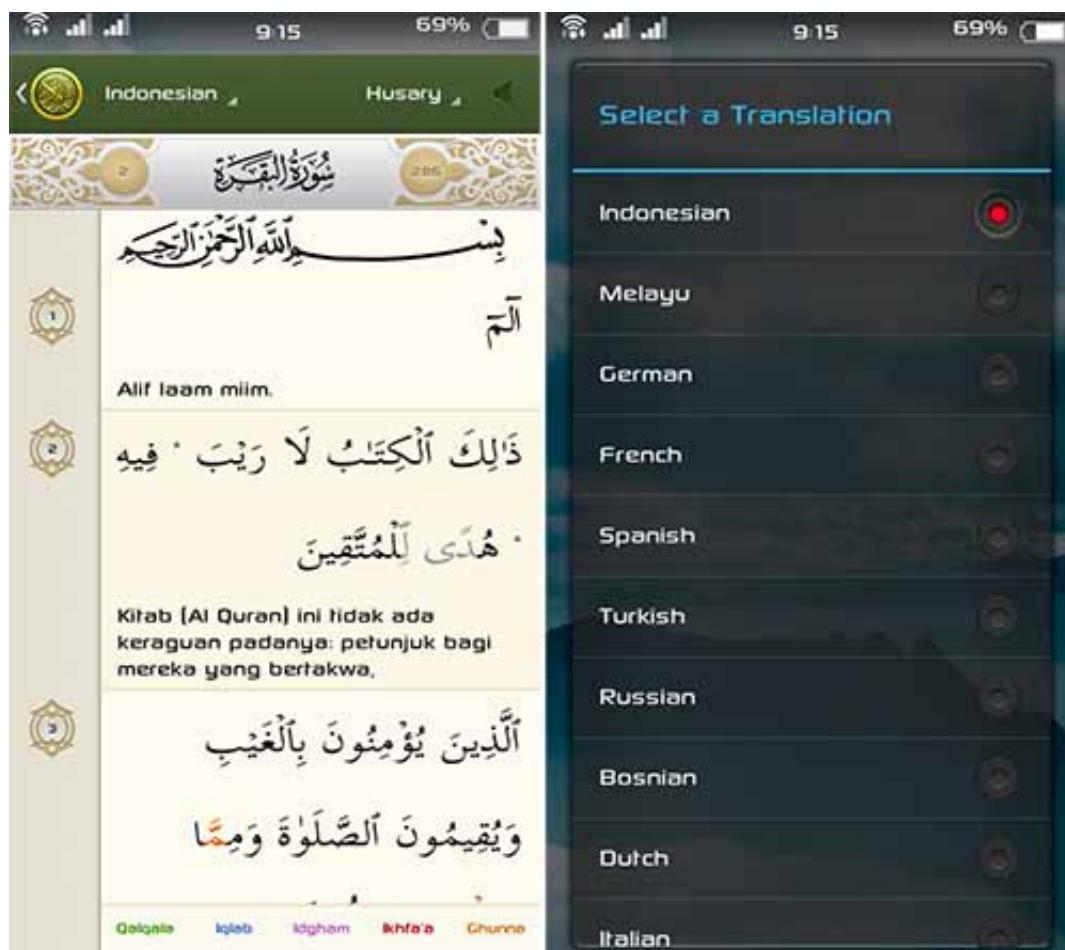 9:15
69%
Indonesian
Husary
2
سُورَةُ البَقَرَةِ
286
بِسْمِ ٱللَّهِ ٱلرَّحْمَٰنِ ٱلرَّحِيمِ
1
الٓمٓ
Alif laam miim.
2
ذَٰلِكَ ٱلْكِتَٰبُ لَا رَيْبَ ۛ فِيهِ
ۛ هُدًى لِّلْمُتَّقِينَ
Kitab (Al Quran) ini tidak ada
keraguan padanya: petunjuk bagi
mereka yang bertakwa,
3
ٱلَّذِينَ يُؤْمِنُونَ بِٱلْغَيْبِ
وَيُقِيمُونَ ٱلصَّلَوٰةَ وَمِمَّا
Qalqala Iqlab Idgham Ikhfa'a Ghunna
9:15
69%
Select a Translation
Indonesian
Melayu
German
French
Spanish
Turkish
Russian
Bosnian
Dutch
Italian